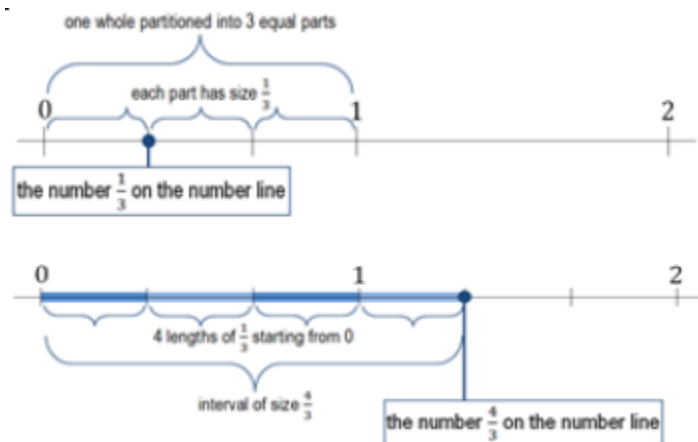 one whole partitioned into 3 equal parts
each part has size 1/3
0 1 2
the number 1/3 on the number line
0 1 2
4 lengths of 1/3 starting from 0
interval of size 4/3
the number 4/3 on the number line